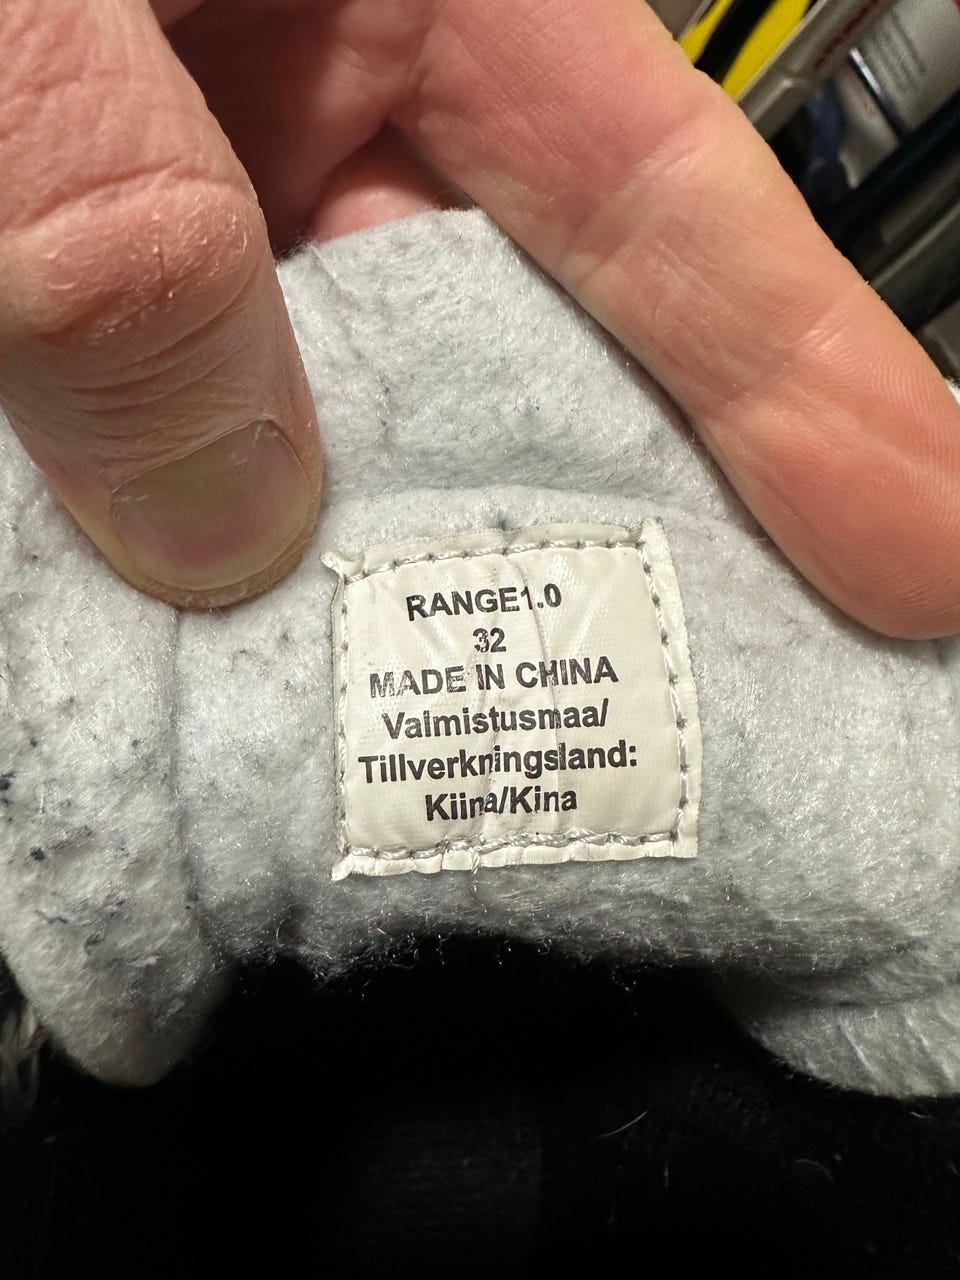 RANGE1.0
32
MADE IN CHINA
Valmistusmaa/
Tillverkningsland:
Kiina/Kina